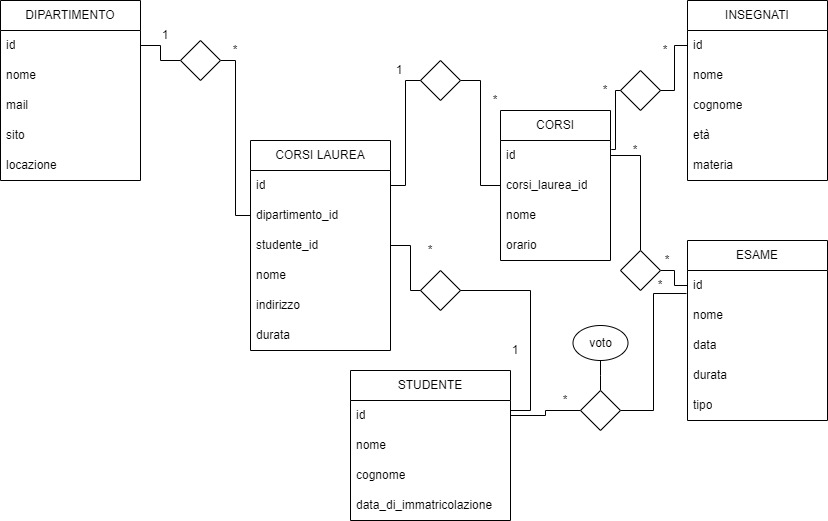 DIPARTIMENTO
id
nome
mail
sito
locazione
1
*
CORSI LAUREA
id
dipartimento_id
studente_id
nome
indirizzo
durata
1
*
CORSI
id
corsi_laurea_id
nome
orario
*
*
INSEGNATI
id
nome
cognome
età
materia
*
*
ESAME
id
nome
data
durata
tipo
*
1
STUDENTE
id
nome
cognome
data_di_immatricolazione
*
voto
*